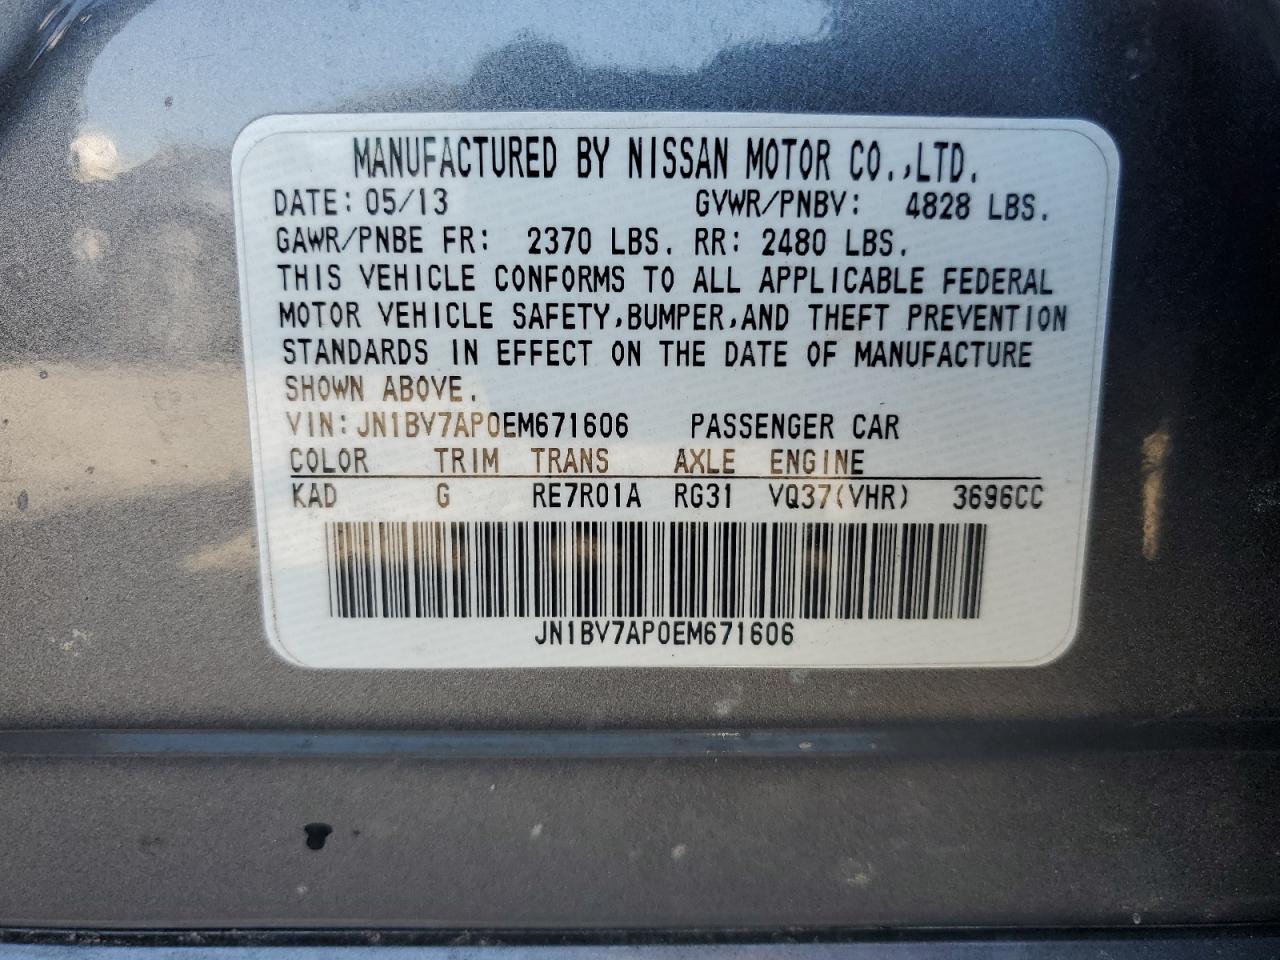 MANUFACTURED BY NISSAN MOTOR CO.,LTD.
DATE: 05/13 GVWR/PNBV: 4828 LBS.
GAWR/PNBE FR: 2370 LBS. RR: 2480 LBS.
THIS VEHICLE CONFORMS TO ALL APPLICABLE FEDERAL
MOTOR VEHICLE SAFETY,BUMPER,AND THEFT PREVENTION
STANDARDS IN EFFECT ON THE DATE OF MANUFACTURE
SHOWN ABOVE.
VIN:JN1BV7AP0EM671606 PASSENGER CAR
COLOR TRIM TRANS AXLE ENGINE
KAD G RE7R01A RG31 VQ37(VHR) 3696CC
JN1BV7AP0EM671606